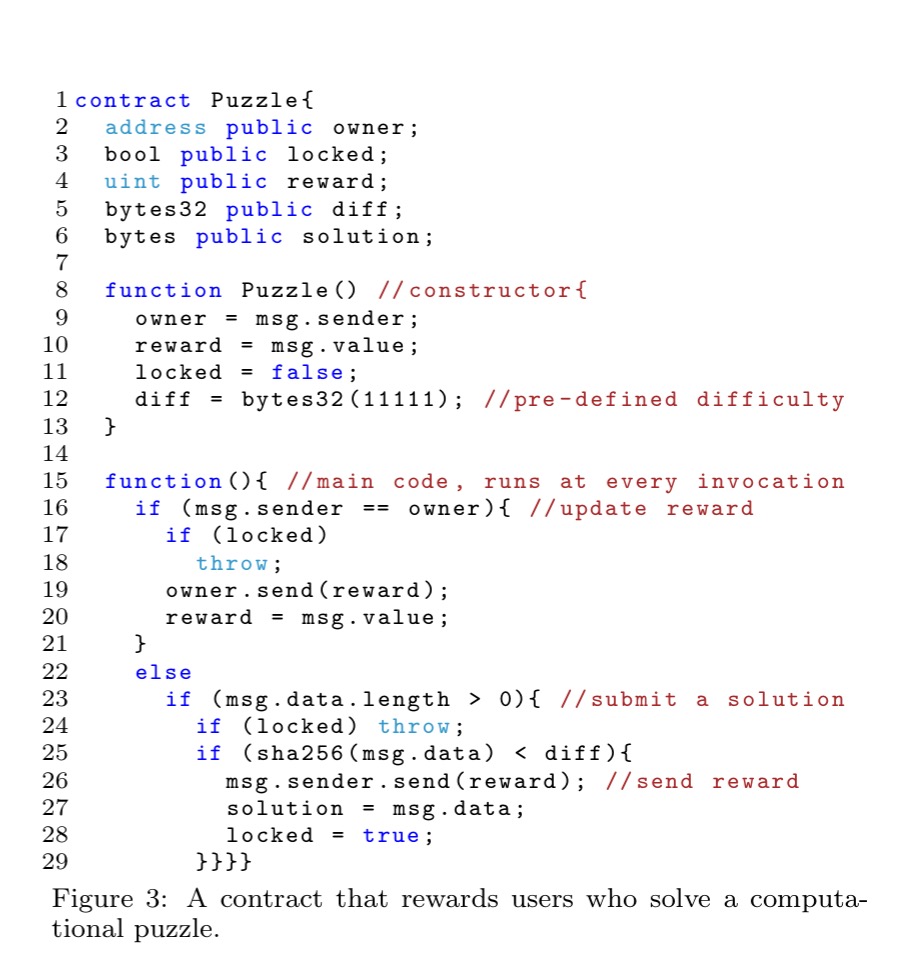 1 contract Puzzle{
2   address public owner;
3   bool public locked;
4   uint public reward;
5   bytes32 public diff;
6   bytes public solution;
7
8   function Puzzle() //constructor{
9     owner = msg.sender;
10     reward = msg.value;
11     locked = false;
12     diff = bytes32(11111); //pre-defined difficulty
13   }
14
15   function(){ //main code, runs at every invocation
16     if (msg.sender == owner){ //update reward
17       if (locked)
18         throw;
19       owner.send(reward);
20       reward = msg.value;
21     }
22     else
23       if (msg.data.length > 0){ //submit a solution
24         if (locked) throw;
25         if (sha256(msg.data) < diff){
26           msg.sender.send(reward); //send reward
27           solution = msg.data;
28           locked = true;
29         }}}}
Figure 3: A contract that rewards users who solve a computa-
tional puzzle.